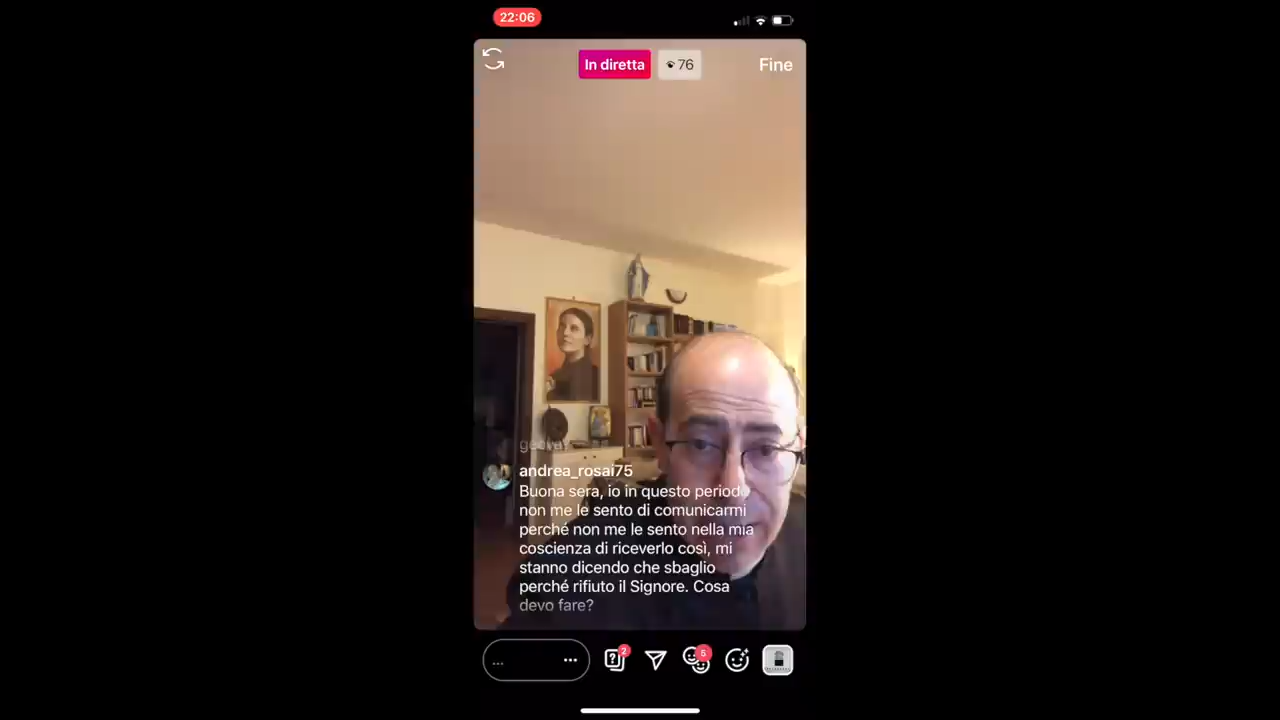 22:06
In diretta
76
Fine
andrea_rosai75
Buona sera, io in questo periodo
non me le sento di comunicarmi
perché non me le sento nella mia
coscienza di riceverlo così, mi
stanno dicendo che sbaglio
perché rifiuto il Signore. Cosa
devo fare?
...
2
5